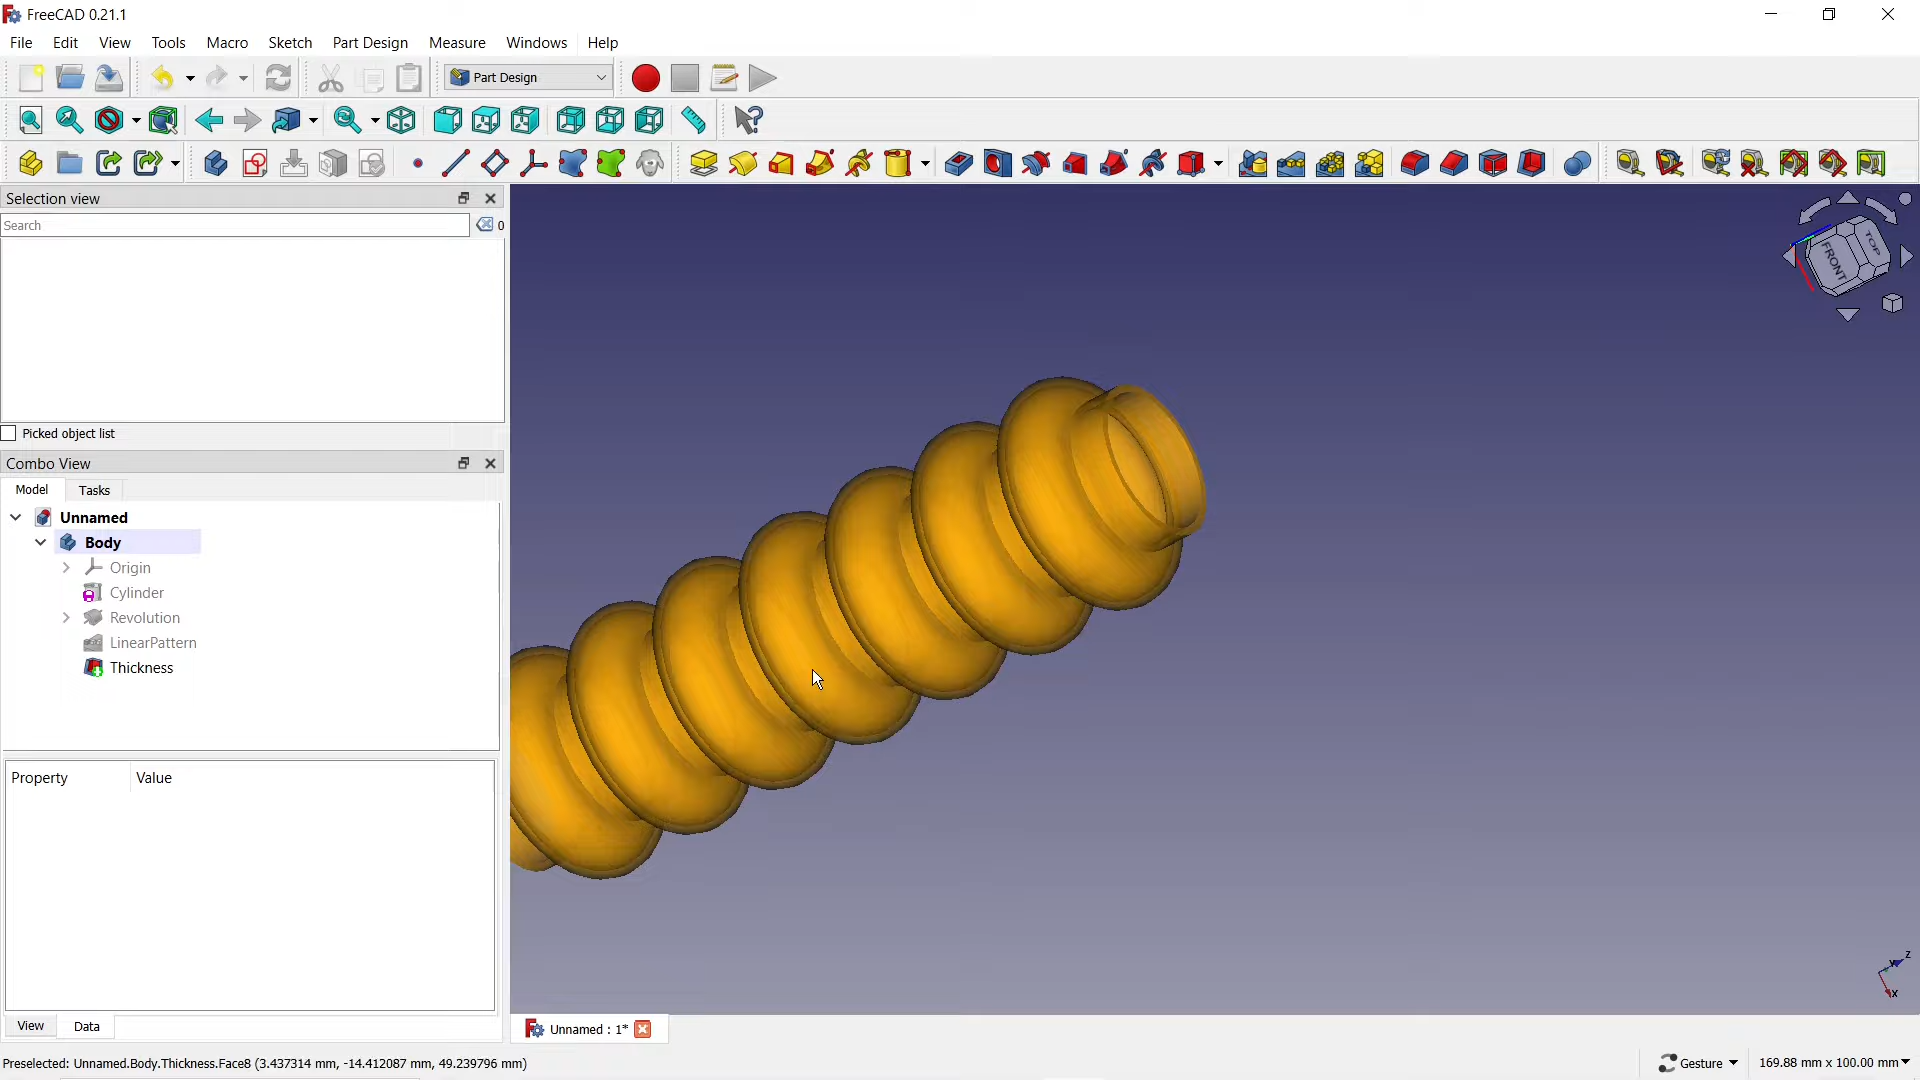 FreeCAD 0.21.1
File Edit View Tools Macro Sketch Part Design Measure Windows Help
Part Design
Selection view
Search
0
Picked object list
Combo View
Model Tasks
Unnamed
Body
Origin
Cylinder
Revolution
LinearPattern
Thickness
Property Value
View Data
FRONT
TOP
Z
Y
X
Unnamed : 1*
Preselected: Unnamed.Body.Thickness.Face8 (3.437314 mm, -14.412087 mm, 49.239796 mm)
Gesture
169.88 mm x 100.00 mm